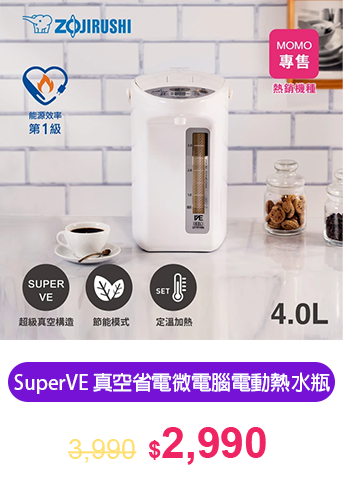 ZOJIRUSHI
MOMO
專售
熱銷機種
能源效率
第1級
VE
SUPER
VE
SET
超級真空構造
節能模式
定溫加熱
4.0L
SuperVE 真空省電微電腦電動熱水瓶
3,990 $2,990